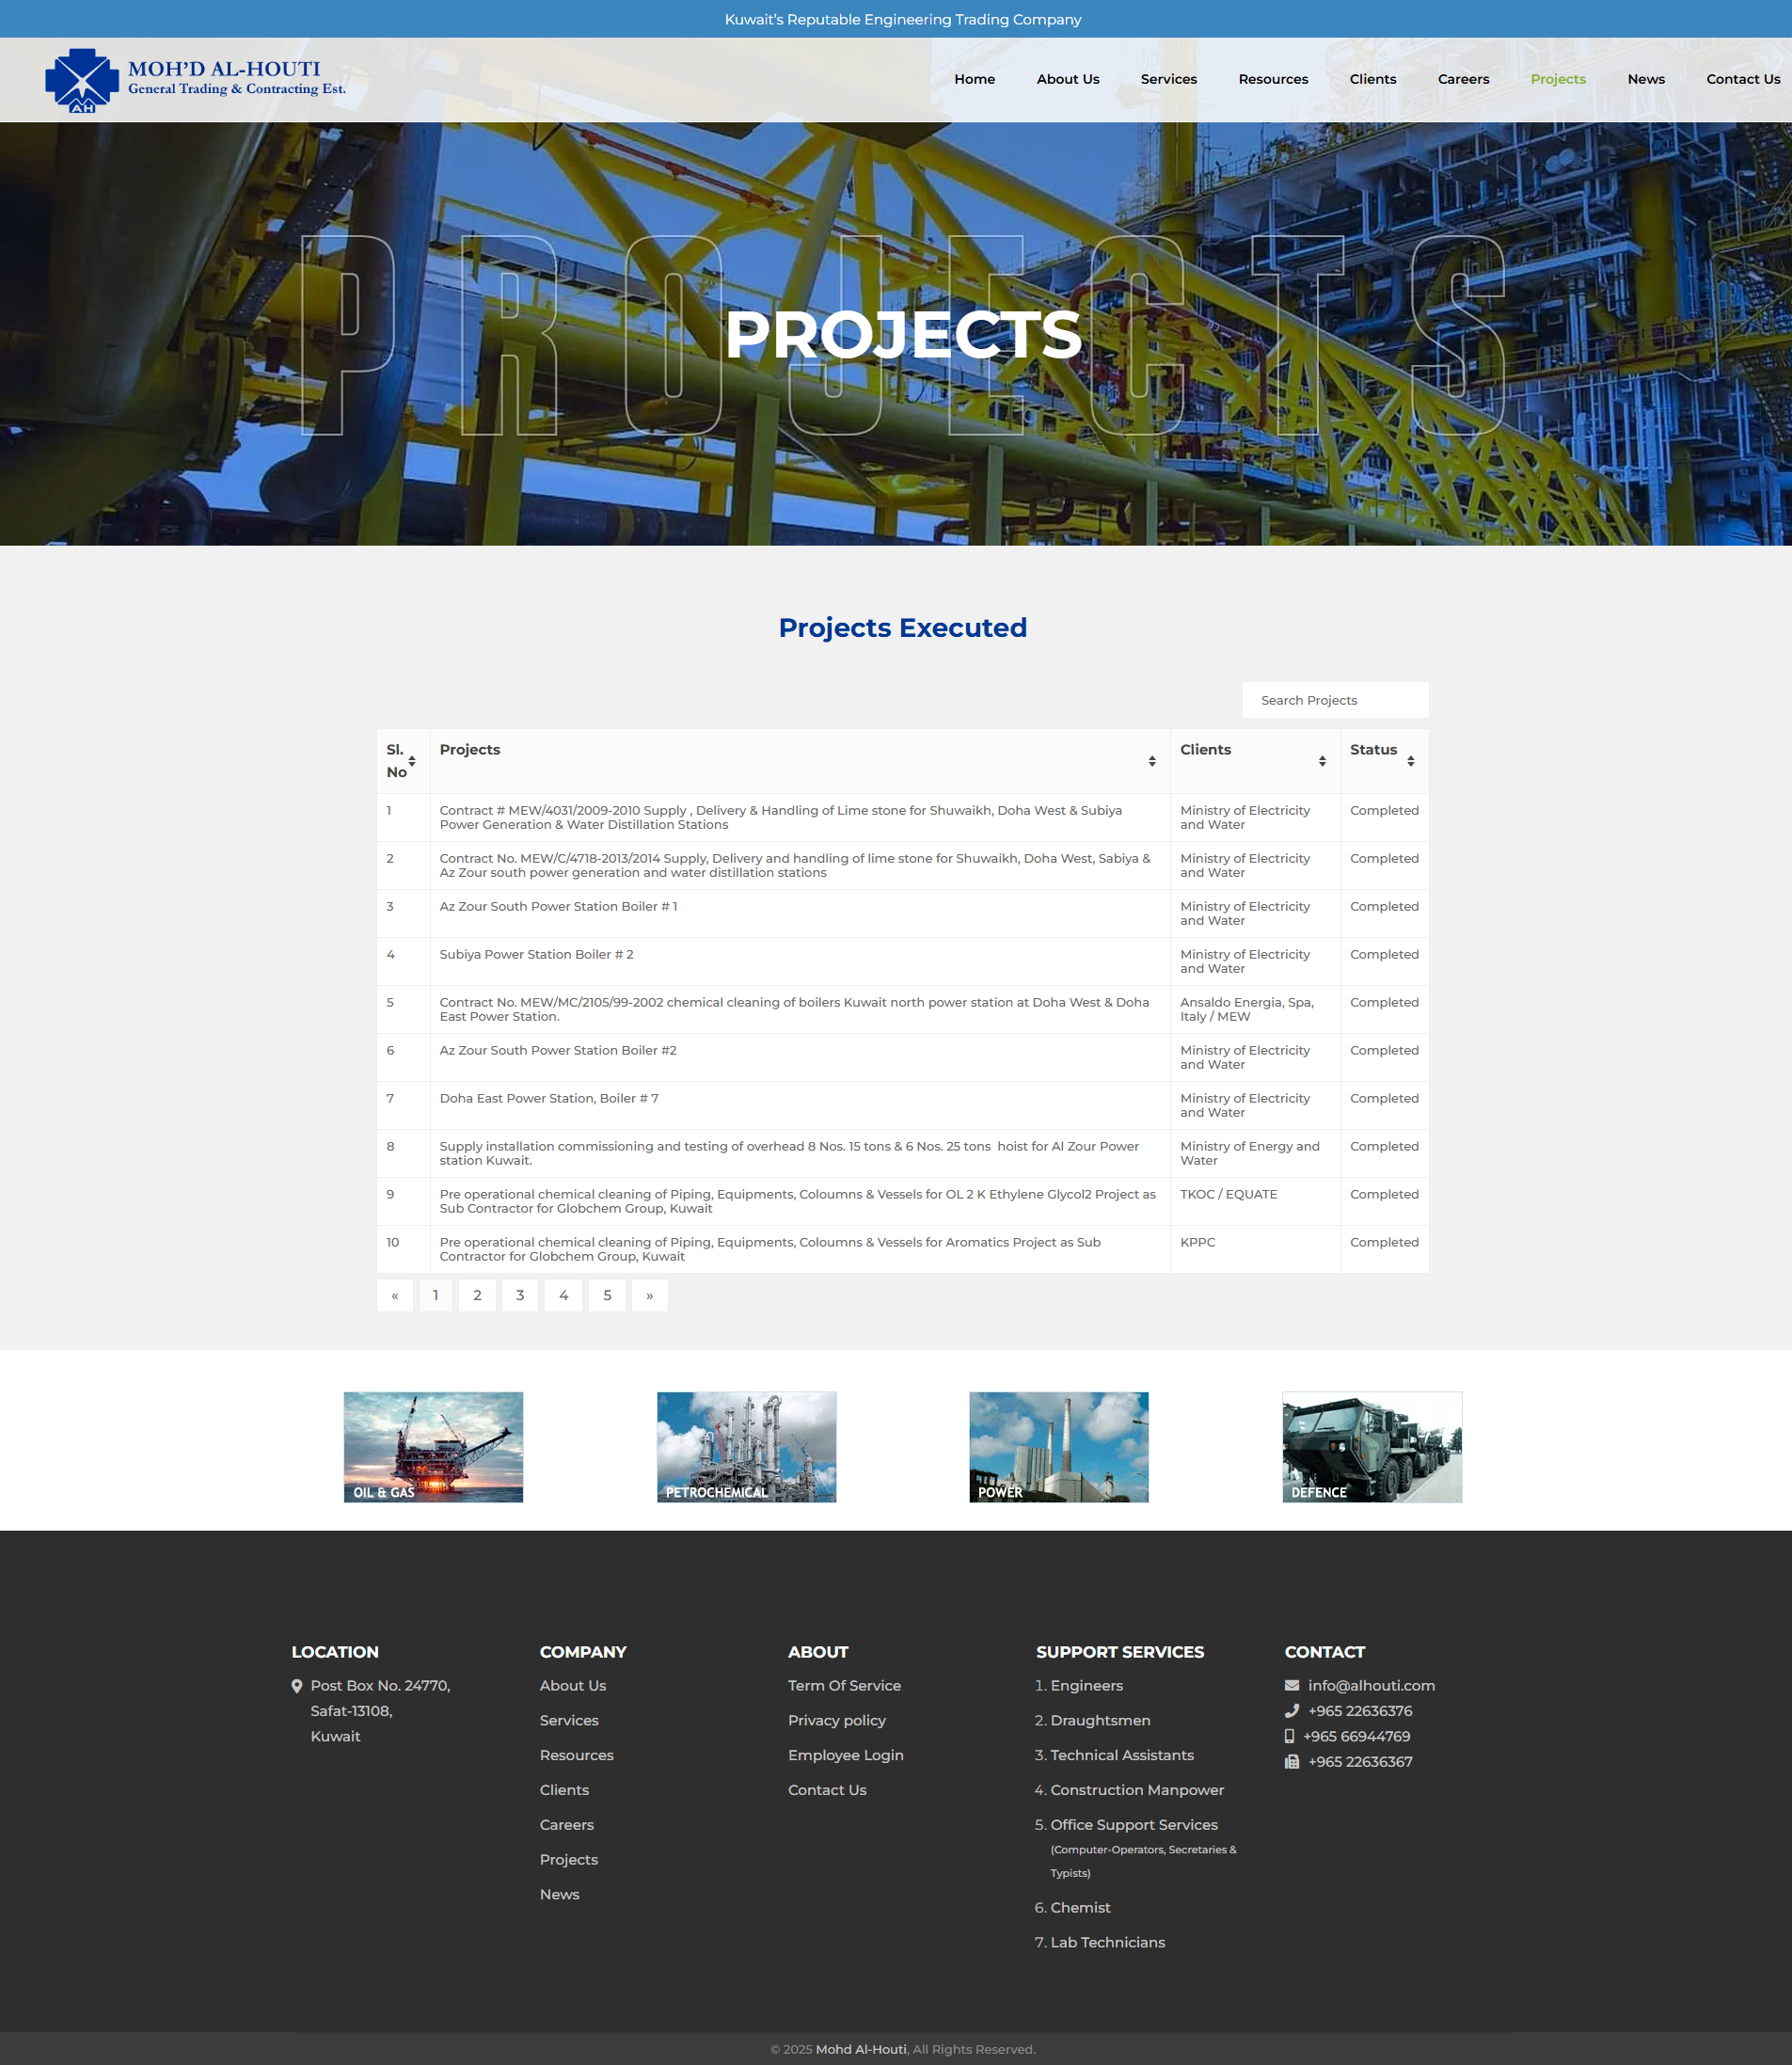 Kuwait’s Reputable Engineering Trading Company
MOH’D AL-HOUTI
General Trading & Contracting Est.
AH
Home About Us Services Resources Clients Careers Projects News Contact Us
PROJECTS
PROJECTS
Projects Executed
Search Projects
Sl. No Projects Clients Status
1 Contract # MEW/4031/2009-2010 Supply , Delivery & Handling of Lime stone for Shuwaikh, Doha West & Subiya Ministry of Electricity Completed
Power Generation & Water Distillation Stations and Water
2 Contract No. MEW/C/4718-2013/2014 Supply, Delivery and handling of lime stone for Shuwaikh, Doha West, Sabiya & Ministry of Electricity Completed
Az Zour south power generation and water distillation stations and Water
3 Az Zour South Power Station Boiler # 1 Ministry of Electricity Completed
and Water
4 Subiya Power Station Boiler # 2 Ministry of Electricity Completed
and Water
5 Contract No. MEW/MC/2105/99-2002 chemical cleaning of boilers Kuwait north power station at Doha West & Doha Ansaldo Energia, Spa, Completed
East Power Station. Italy / MEW
6 Az Zour South Power Station Boiler #2 Ministry of Electricity Completed
and Water
7 Doha East Power Station, Boiler # 7 Ministry of Electricity Completed
and Water
8 Supply installation commissioning and testing of overhead 8 Nos. 15 tons & 6 Nos. 25 tons hoist for Al Zour Power Ministry of Energy and Completed
station Kuwait. Water
9 Pre operational chemical cleaning of Piping, Equipments, Coloumns & Vessels for OL 2 K Ethylene Glycol2 Project as TKOC / EQUATE Completed
Sub Contractor for Globchem Group, Kuwait
10 Pre operational chemical cleaning of Piping, Equipments, Coloumns & Vessels for Aromatics Project as Sub KPPC Completed
Contractor for Globchem Group, Kuwait
« 1 2 3 4 5 »
OIL & GAS PETROCHEMICAL POWER DEFENCE
LOCATION
Post Box No. 24770,
Safat-13108,
Kuwait
COMPANY
About Us
Services
Resources
Clients
Careers
Projects
News
ABOUT
Term Of Service
Privacy policy
Employee Login
Contact Us
SUPPORT SERVICES
1. Engineers
2. Draughtsmen
3. Technical Assistants
4. Construction Manpower
5. Office Support Services
(Computer-Operators, Secretaries &
Typists)
6. Chemist
7. Lab Technicians
CONTACT
info@alhouti.com
+965 22636376
+965 66944769
+965 22636367
© 2025 Mohd Al-Houti, All Rights Reserved.